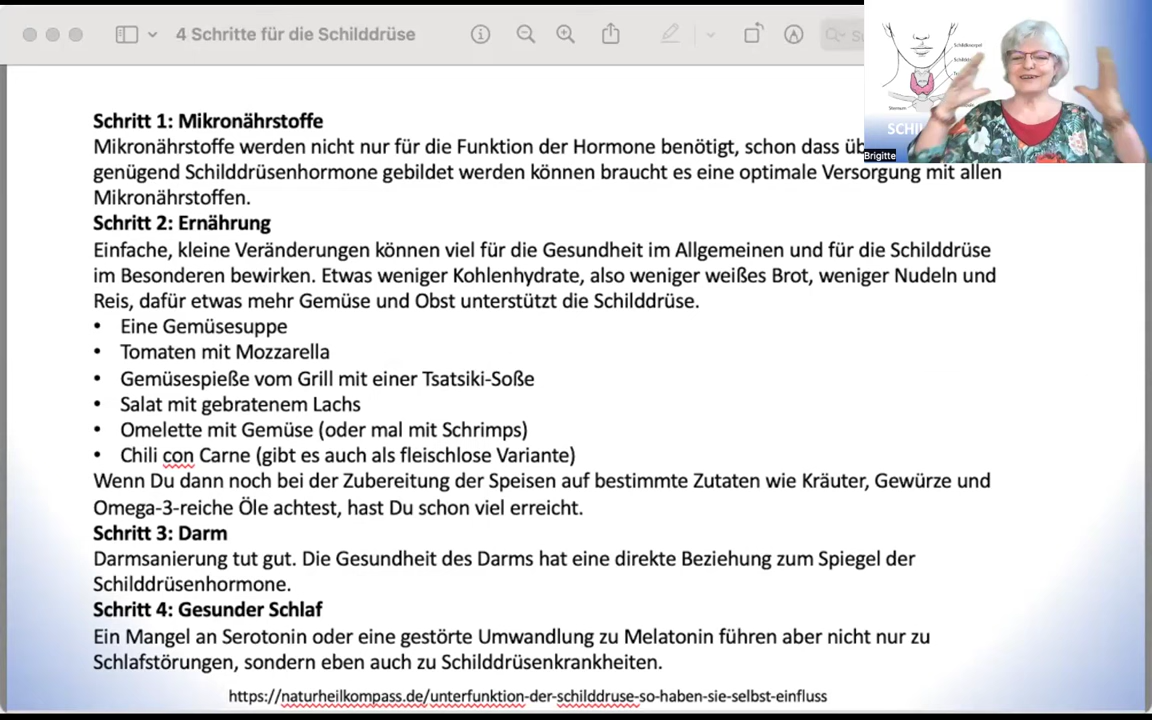 4 Schritte für die Schilddrüse
Schildknorpel
Sternum
SCHIL
Brigitte
Schritt 1: Mikronährstoffe
Mikronährstoffe werden nicht nur für die Funktion der Hormone benötigt, schon dass üb
genügend Schilddrüsenhormone gebildet werden können braucht es eine optimale Versorgung mit allen
Mikronährstoffen.
Schritt 2: Ernährung
Einfache, kleine Veränderungen können viel für die Gesundheit im Allgemeinen und für die Schilddrüse
im Besonderen bewirken. Etwas weniger Kohlenhydrate, also weniger weißes Brot, weniger Nudeln und
Reis, dafür etwas mehr Gemüse und Obst unterstützt die Schilddrüse.
• Eine Gemüsesuppe
• Tomaten mit Mozzarella
• Gemüsespieße vom Grill mit einer Tsatsiki-Soße
• Salat mit gebratenem Lachs
• Omelette mit Gemüse (oder mal mit Schrimps)
• Chili con Carne (gibt es auch als fleischlose Variante)
Wenn Du dann noch bei der Zubereitung der Speisen auf bestimmte Zutaten wie Kräuter, Gewürze und
Omega-3-reiche Öle achtest, hast Du schon viel erreicht.
Schritt 3: Darm
Darmsanierung tut gut. Die Gesundheit des Darms hat eine direkte Beziehung zum Spiegel der
Schilddrüsenhormone.
Schritt 4: Gesunder Schlaf
Ein Mangel an Serotonin oder eine gestörte Umwandlung zu Melatonin führen aber nicht nur zu
Schlafstörungen, sondern eben auch zu Schilddrüsenkrankheiten.
https://naturheilkompass.de/unterfunktion-der-schilddruse-so-haben-sie-selbst-einfluss